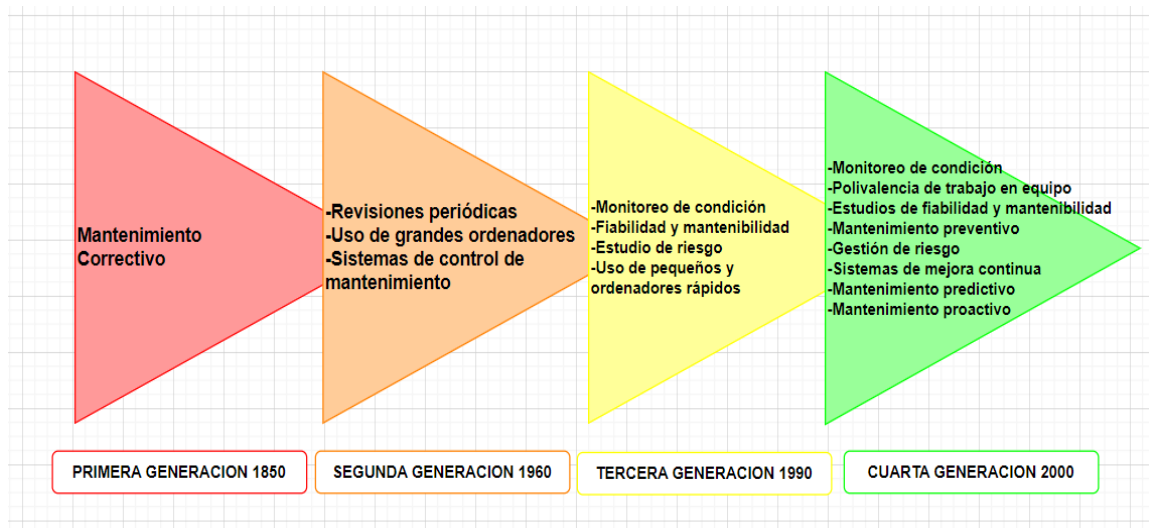 Mantenimiento
Correctivo
-Revisiones periódicas
-Uso de grandes ordenadores
-Sistemas de control de
mantenimiento
-Monitoreo de condición
-Fiabilidad y mantenibilidad
-Estudio de riesgo
-Uso de pequeños y
ordenadores rápidos
-Monitoreo de condición
-Polivalencia de trabajo en equipo
-Estudios de fiabilidad y mantenibilidad
-Mantenimiento preventivo
-Gestión de riesgo
-Sistemas de mejora continua
-Mantenimiento predictivo
-Mantenimiento proactivo
PRIMERA GENERACION 1850
SEGUNDA GENERACION 1960
TERCERA GENERACION 1990
CUARTA GENERACION 2000